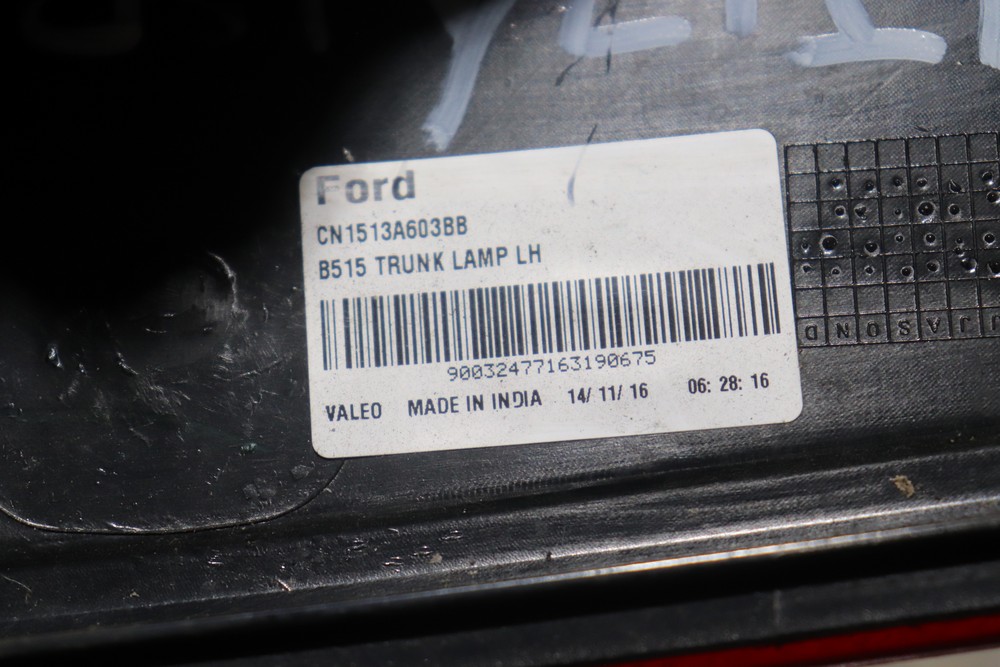 Ford
CN1513A603BB
B515 TRUNK LAMP LH
90032477163190675
VALEO MADE IN INDIA 14/ 11/ 16 06: 28: 16
J J A S O N D